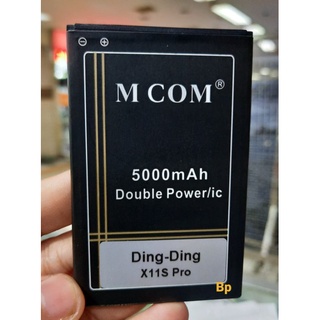 M COM®
5000mAh
Double Power/ic
Ding-Ding
X11S Pro
Bp